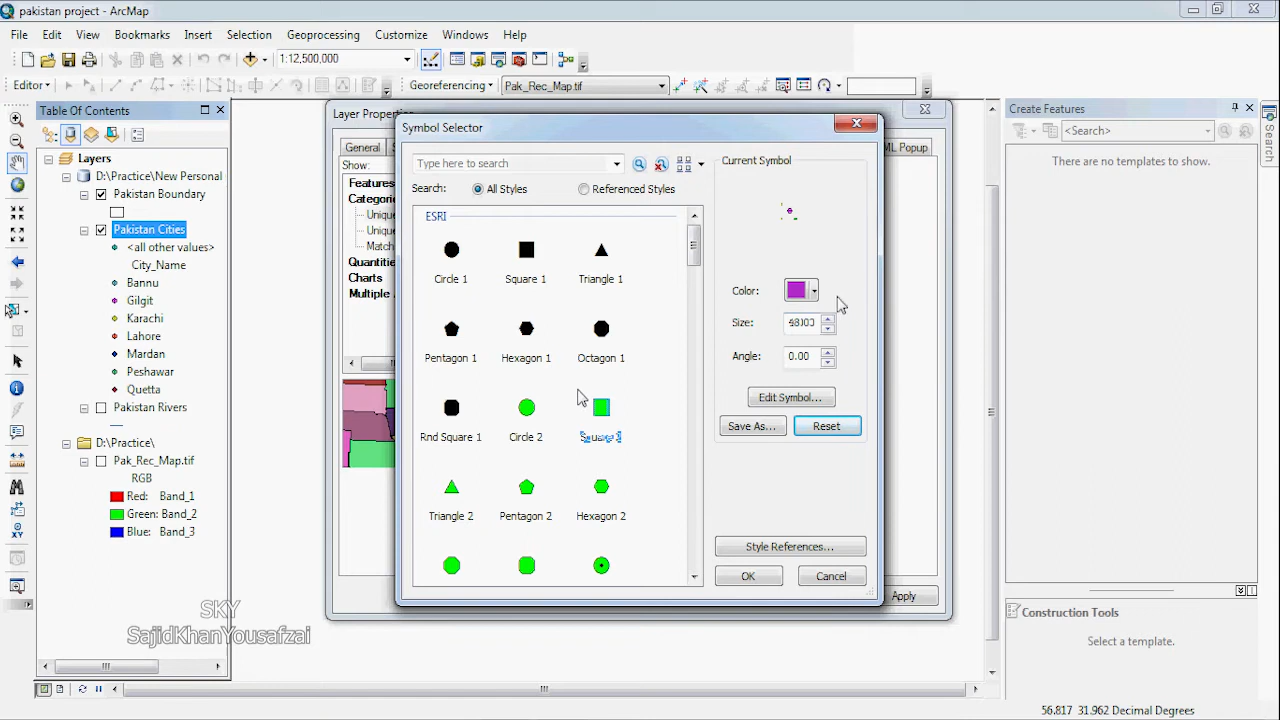 pakistan project - ArcMap
File Edit View Bookmarks Insert Selection Geoprocessing Customize Windows Help
1:12,500,000
Editor Georeferencing Pak_Rec_Map.tif
Table Of Contents
Layers
D:\Practice\New Personal
Pakistan Boundary
Pakistan Cities
<all other values>
City_Name
Bannu
Gilgit
Karachi
Lahore
Mardan
Peshawar
Quetta
Pakistan Rivers
D:\Practice\
Pak_Rec_Map.tif
RGB
Red: Band_1
Green: Band_2
Blue: Band_3
SKY
SajidKhanYousafzai
Layer Properties
General
ML Popup
Show:
Features
Categories
Unique
Unique
Match
Quantities
Charts
Multiple
Apply
Symbol Selector
Type here to search
Search: All Styles Referenced Styles
ESRI
Circle 1 Square 1 Triangle 1
Pentagon 1 Hexagon 1 Octagon 1
Rnd Square 1 Circle 2
Triangle 2 Pentagon 2 Hexagon 2
Current Symbol
Color:
Size:
Angle: 0.00
Edit Symbol...
Save As... Reset
Style References...
OK Cancel
Create Features
<Search>
There are no templates to show.
Search
Construction Tools
Select a template.
56.817 31.962 Decimal Degrees